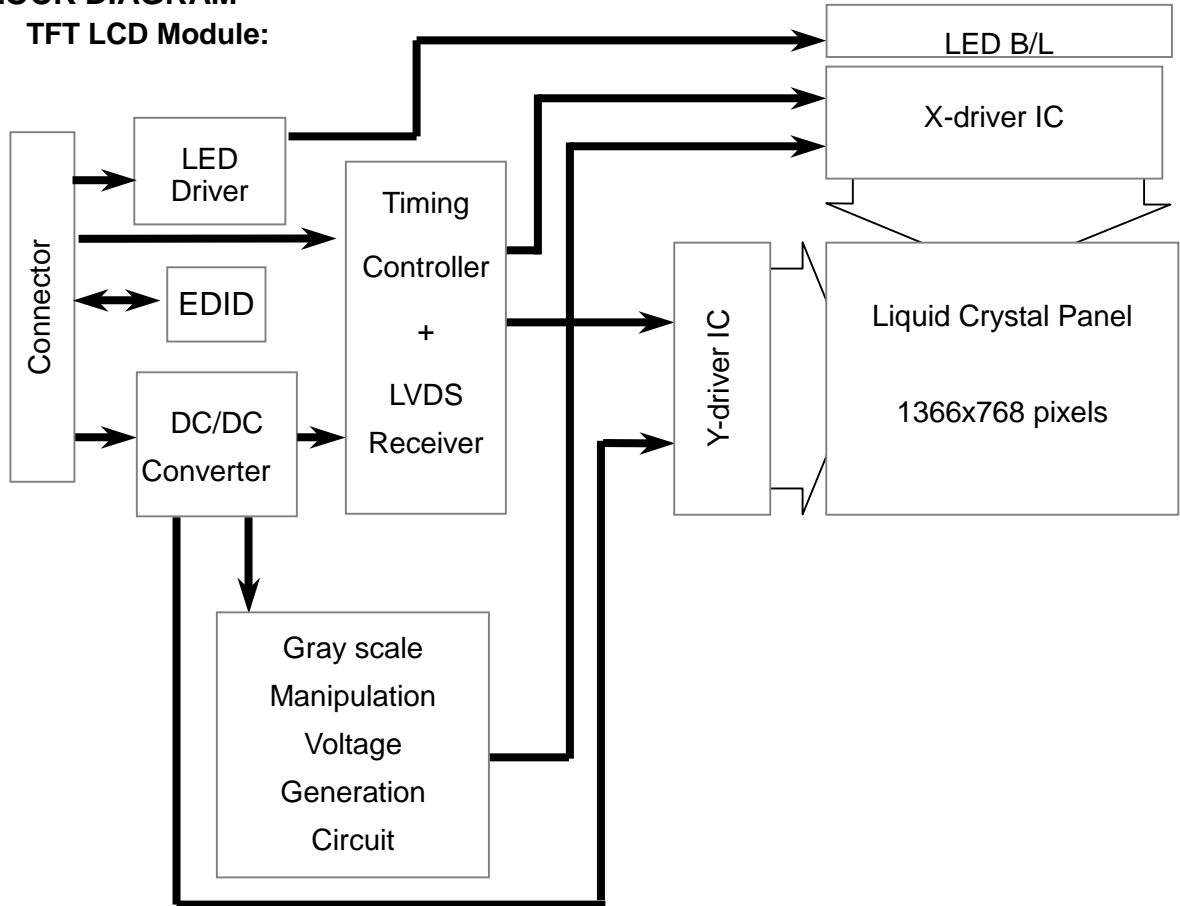 TFT LCD Module:
LED B/L
X-driver IC
LED
Driver
Timing
Controller
+
LVDS
Receiver
Connector
EDID
DC/DC
Converter
Y-driver IC
Liquid Crystal Panel
1366x768 pixels
Gray scale
Manipulation
Voltage
Generation
Circuit